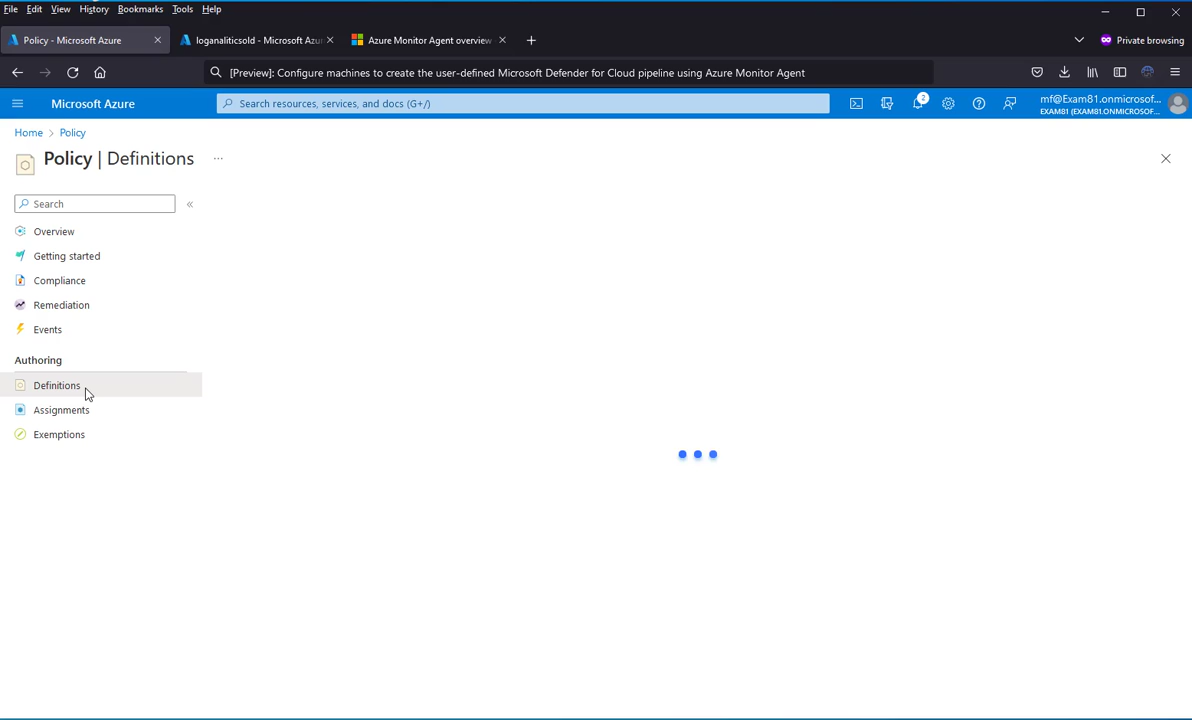 File Edit View History Bookmarks Tools Help
Policy - Microsoft Azure
loganaliticsold - Microsoft Azur
Azure Monitor Agent overview
Private browsing
[Preview]: Configure machines to create the user-defined Microsoft Defender for Cloud pipeline using Azure Monitor Agent
Microsoft Azure
Search resources, services, and docs (G+/)
2
mf@Exam81.onmicrosof...
EXAM81 (EXAM81.ONMICROSOF...
Home > Policy
Policy | Definitions ...
Search
Overview
Getting started
Compliance
Remediation
Events
Authoring
Definitions
Assignments
Exemptions